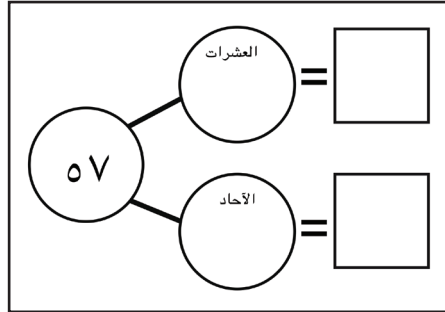 العشرات
=
٥٧
الآحاد
=